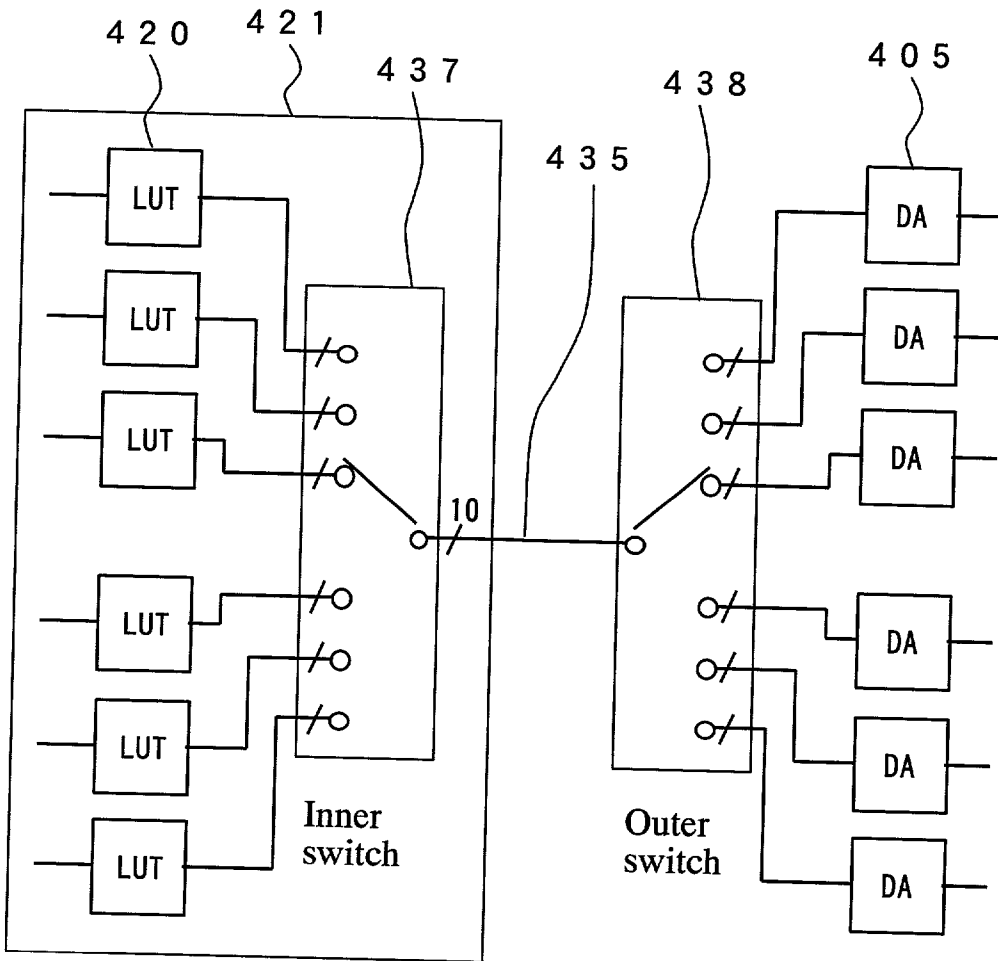 420
421
437
438
405
435
LUT
DA
LUT
DA
LUT
DA
10
LUT
DA
LUT
DA
Inner
switch
Outer
switch
LUT
DA